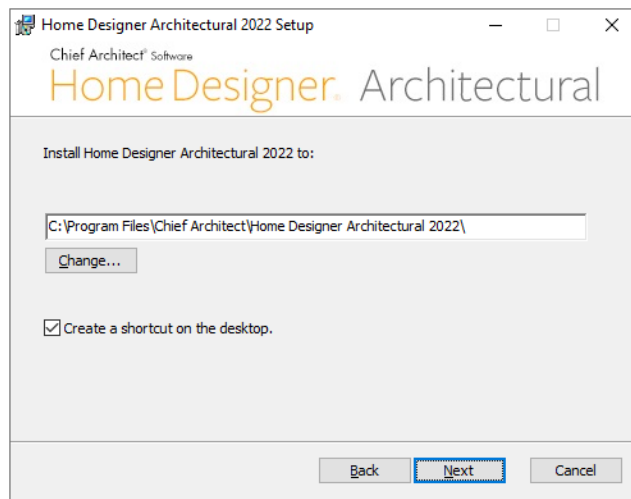 Home Designer Architectural 2022 Setup
Chief Architect® Software
Home Designer® Architectural
Install Home Designer Architectural 2022 to:
C:\Program Files\Chief Architect\Home Designer Architectural 2022\
Change...
Create a shortcut on the desktop.
Back Next Cancel